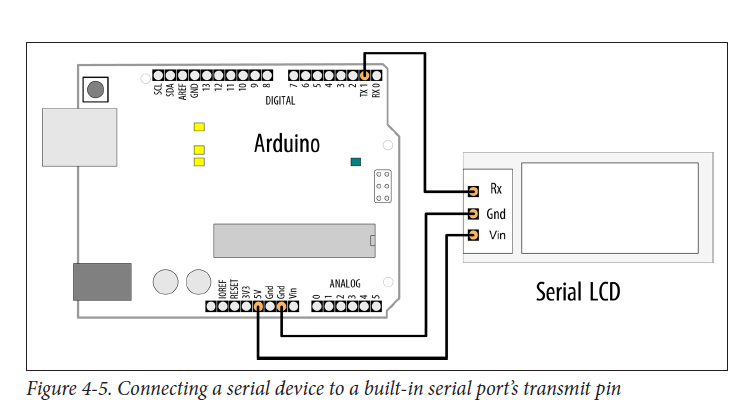 SCL
SDA
AREF
GND
13
12
11
10
9
8
7
6
5
4
3
2
TX 1
RX 0
DIGITAL
Arduino
Rx
Gnd
Vin
Serial LCD
IOREF
RESET
3V3
5V
Gnd
Gnd
Vin
ANALOG
0
1
2
3
4
5
Figure 4-5. Connecting a serial device to a built-in serial port's transmit pin